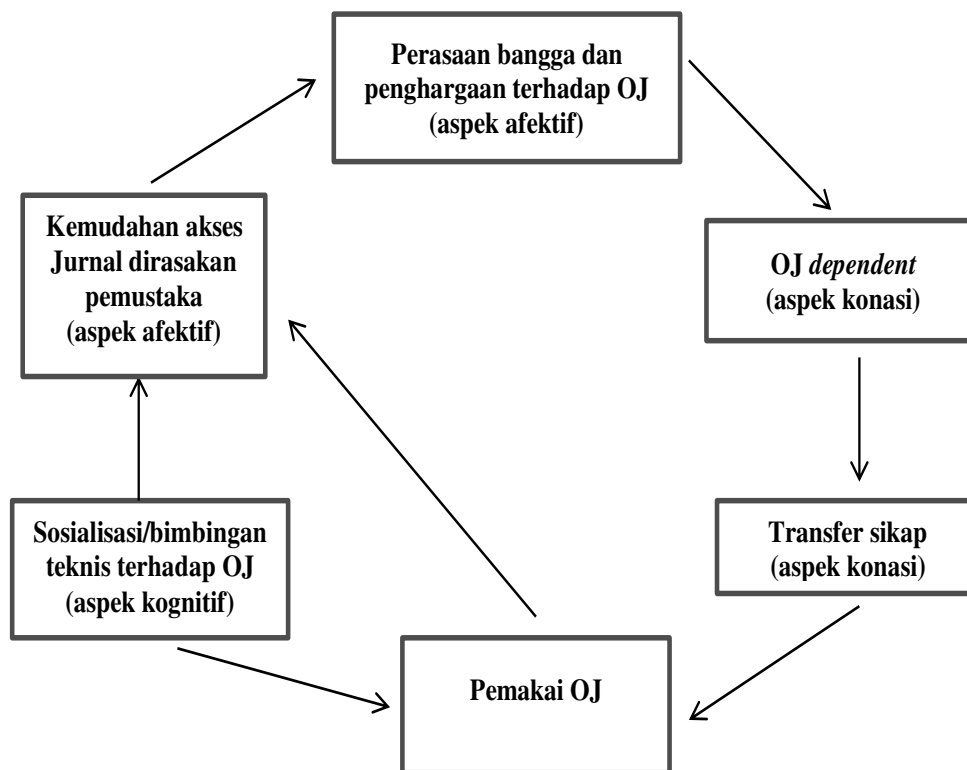 Perasaan bangga dan
penghargaan terhadap OJ
(aspek afektif)
Kemudahan akses
Jurnal dirasakan
pemustaka
(aspek afektif)
OJ dependent
(aspek konasi)
Sosialisasi/bimbingan
teknis terhadap OJ
(aspek kognitif)
Transfer sikap
(aspek konasi)
Pemakai OJ